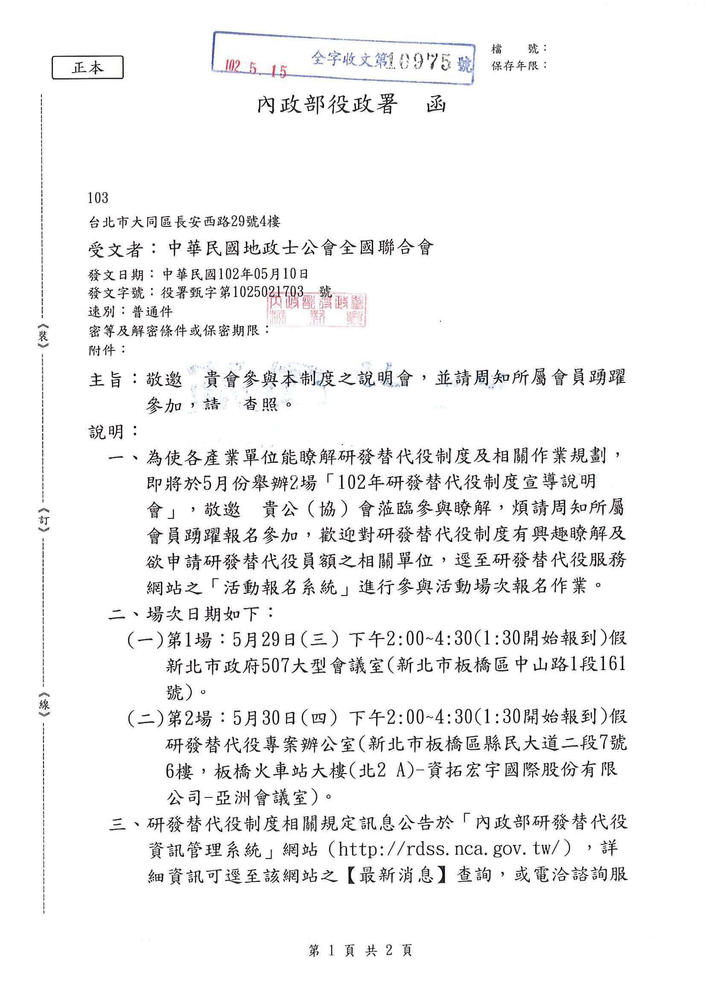 正本
全字收文第10975號
102.5.15
檔　　號：
保存年限：
內政部役政署　函
103
台北市大同區長安西路29號4樓
受文者：中華民國地政士公會全國聯合會
發文日期：中華民國102年05月10日
發文字號：役署甄字第1025021703　號
內政部役政署
核對章
速別：普通件
密等及解密條件或保密期限：
附件：
主旨：敬邀　貴會參與本制度之說明會，並請周知所屬會員踴躍
參加，請　查照。
說明：
一、為使各產業單位能瞭解研發替代役制度及相關作業規劃，
即將於5月份舉辦2場「102年研發替代役制度宣導說明
會」，敬邀　貴公（協）會蒞臨參與瞭解，煩請周知所屬
會員踴躍報名參加，歡迎對研發替代役制度有興趣瞭解及
欲申請研發替代役員額之相關單位，逕至研發替代役服務
網站之「活動報名系統」進行參與活動場次報名作業。
二、場次日期如下：
(一)第1場：5月29日(三) 下午2:00~4:30(1:30開始報到)假
新北市政府507大型會議室(新北市板橋區中山路1段161
號)。
(二)第2場：5月30日(四) 下午2:00~4:30(1:30開始報到)假
研發替代役專案辦公室(新北市板橋區縣民大道二段7號
6樓，板橋火車站大樓(北2 A)-資拓宏宇國際股份有限
公司-亞洲會議室)。
三、研發替代役制度相關規定訊息公告於「內政部研發替代役
資訊管理系統」網站（http://rdss.nca.gov.tw/），詳
細資訊可逕至該網站之【最新消息】查詢，或電洽諮詢服
《裝》
《訂》
《線》
第 1 頁 共 2 頁